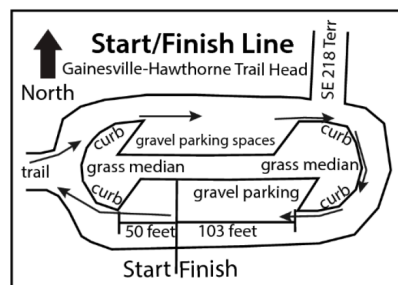 Start/Finish Line
Gainesville-Hawthorne Trail Head
North
SE 218 Terr
curb
curb
gravel parking spaces
trail
grass median
grass median
curb
gravel parking
curb
50 feet
103 feet
Start Finish